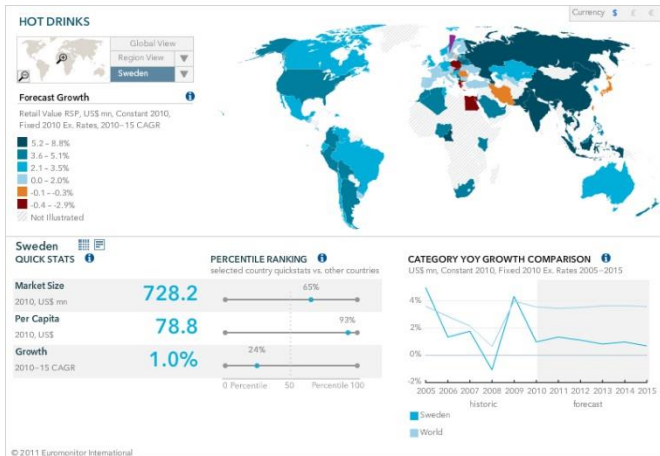 HOT DRINKS
Currency $ £ €
Global View
Region View
Sweden
Forecast Growth
Retail Value RSP, US$ mn, Constant 2010,
Fixed 2010 Ex. Rates, 2010–15 CAGR
5.2 – 8.8%
3.6 – 5.1%
2.1 – 3.5%
0.0 – 2.0%
-0.1 – -0.3%
-0.4 – -2.9%
Not Illustrated
Sweden
QUICK STATS
Market Size
2010, US$ mn
728.2
Per Capita
2010, US$
78.8
Growth
2010–15 CAGR
1.0%
PERCENTILE RANKING
selected country quickstats vs. other countries
65%
93%
24%
0 Percentile 50 Percentile 100
CATEGORY YOY GROWTH COMPARISON
US$ mn, Constant 2010, Fixed 2010 Ex. Rates 2005–2015
4%
2%
0%
-2%
2005 2006 2007 2008 2009 2010 2011 2012 2013 2014 2015
historic forecast
Sweden
World
© 2011 Euromonitor International